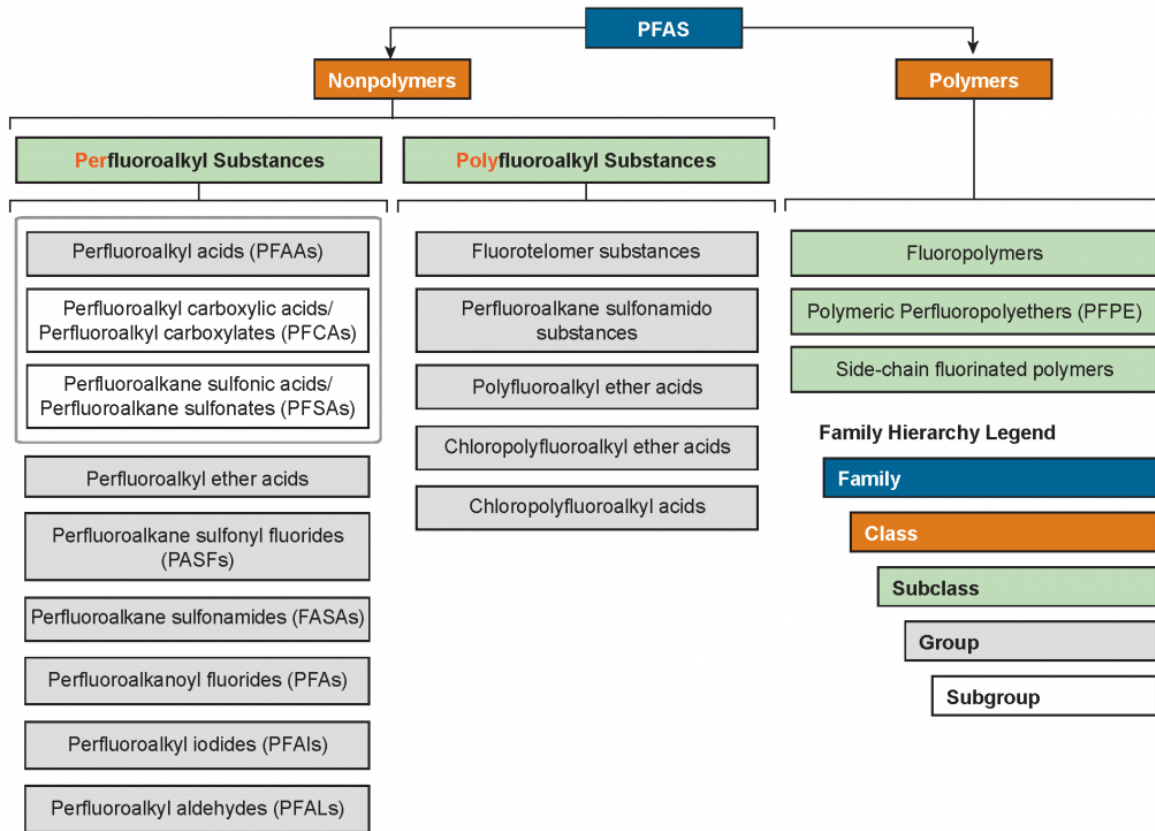 PFAS
Nonpolymers
Polymers
Perfluoroalkyl Substances
Polyfluoroalkyl Substances
Perfluoroalkyl acids (PFAAs)
Perfluoroalkyl carboxylic acids/
Perfluoroalkyl carboxylates (PFCAs)
Perfluoroalkane sulfonic acids/
Perfluoroalkane sulfonates (PFSAs)
Perfluoroalkyl ether acids
Perfluoroalkane sulfonyl fluorides
(PASFs)
Perfluoroalkane sulfonamides (FASAs)
Perfluoroalkanoyl fluorides (PFAs)
Perfluoroalkyl iodides (PFAIs)
Perfluoroalkyl aldehydes (PFALs)
Fluorotelomer substances
Perfluoroalkane sulfonamido
substances
Polyfluoroalkyl ether acids
Chloropolyfluoroalkyl ether acids
Chloropolyfluoroalkyl acids
Fluoropolymers
Polymeric Perfluoropolyethers (PFPE)
Side-chain fluorinated polymers
Family Hierarchy Legend
Family
Class
Subclass
Group
Subgroup